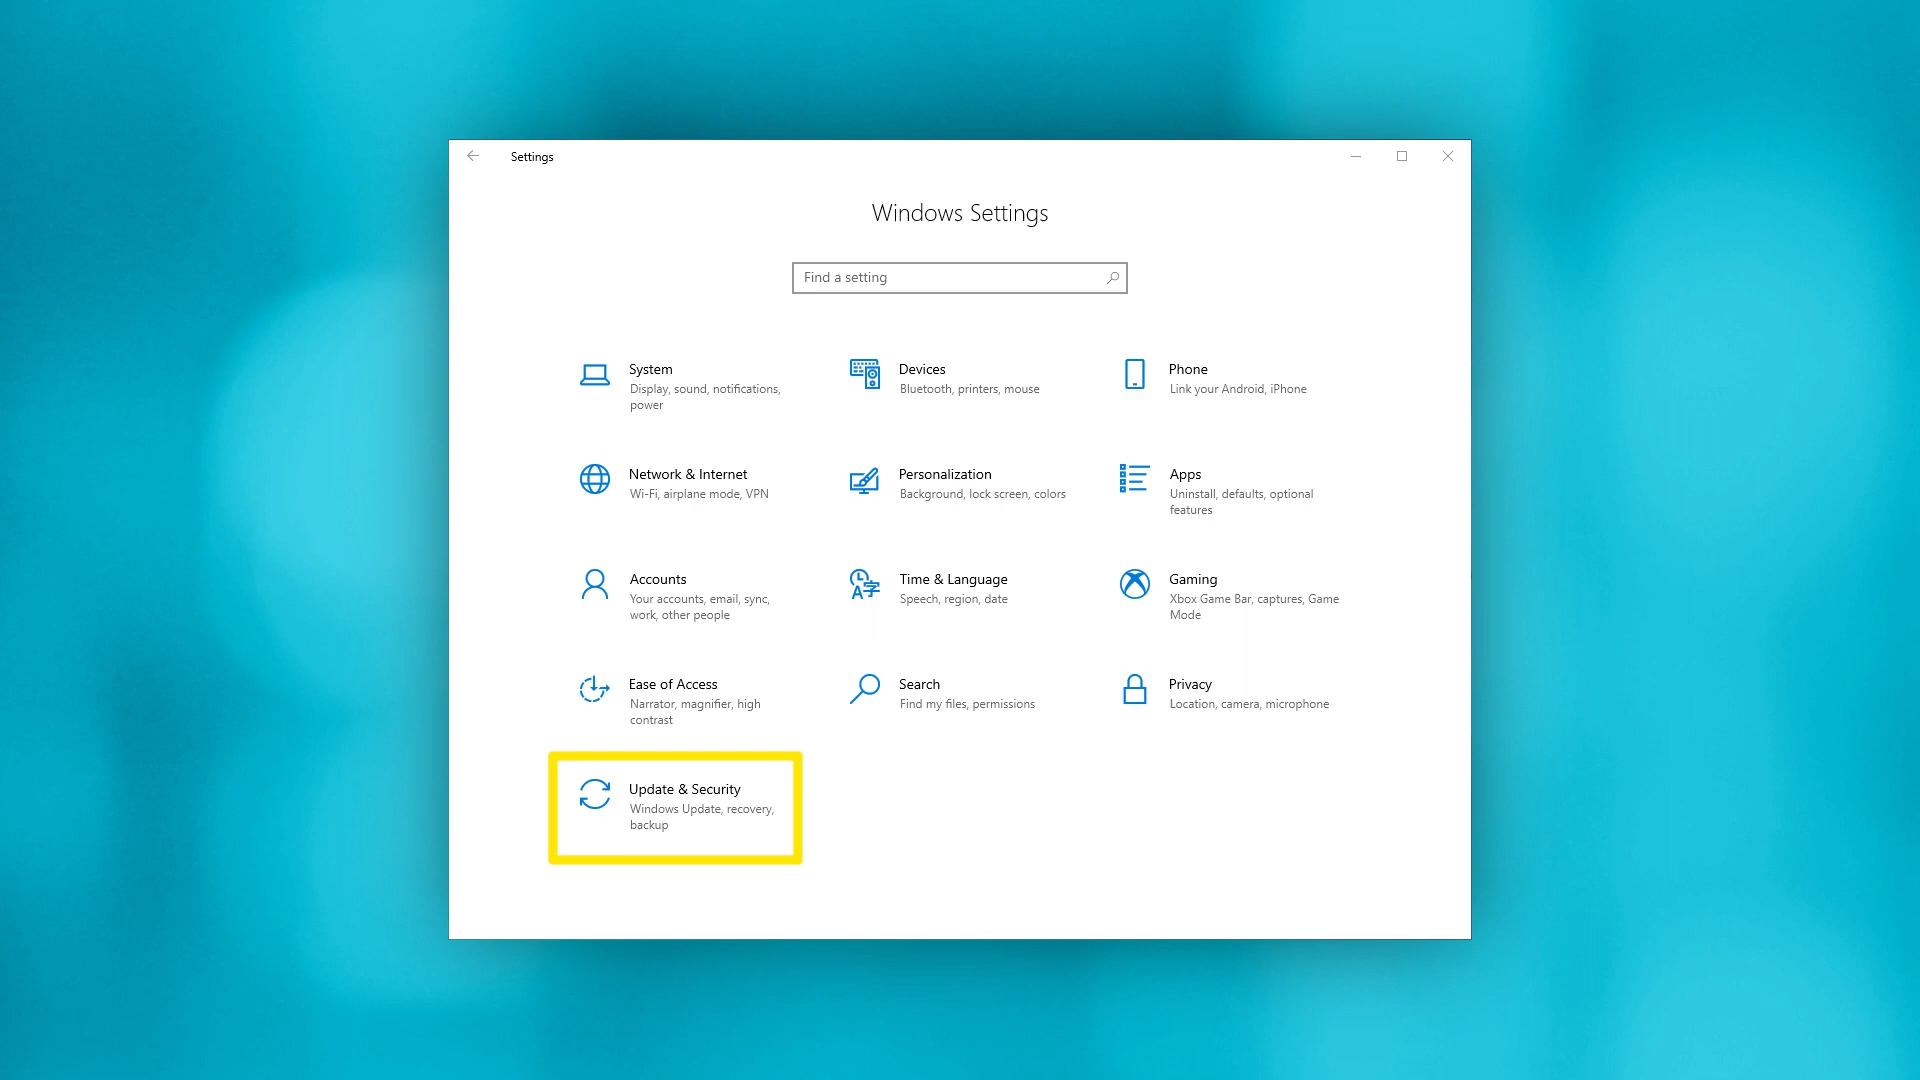 Settings
Windows Settings
Find a setting
System
Display, sound, notifications,
power
Devices
Bluetooth, printers, mouse
Phone
Link your Android, iPhone
Network & Internet
Wi-Fi, airplane mode, VPN
Personalization
Background, lock screen, colors
Apps
Uninstall, defaults, optional
features
Accounts
Your accounts, email, sync,
work, other people
Time & Language
Speech, region, date
Gaming
Xbox Game Bar, captures, Game
Mode
Ease of Access
Narrator, magnifier, high
contrast
Search
Find my files, permissions
Privacy
Location, camera, microphone
Update & Security
Windows Update, recovery,
backup